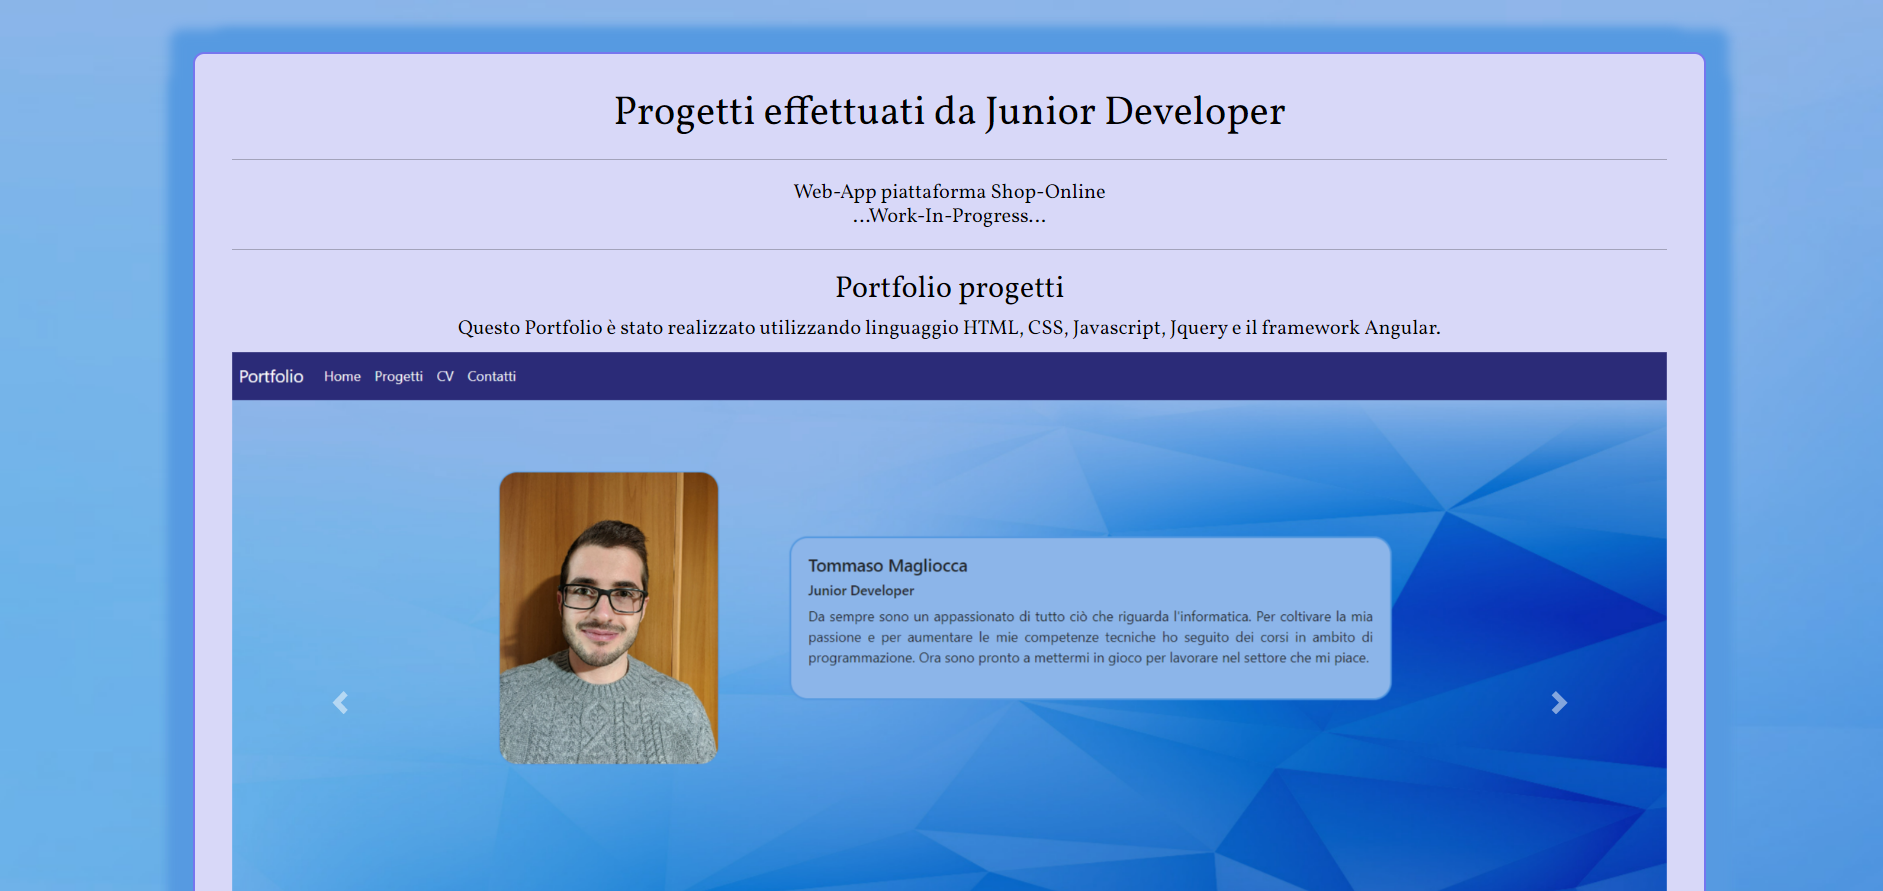 Progetti effettuati da Junior Developer
Web-App piattaforma Shop-Online
...Work-In-Progress...
Portfolio progetti
Questo Portfolio è stato realizzato utilizzando linguaggio HTML, CSS, Javascript, Jquery e il framework Angular.
Portfolio Home Progetti CV Contatti
Tommaso Magliocca
Junior Developer
Da sempre sono un appassionato di tutto ciò che riguarda l'informatica. Per coltivare la mia
passione e per aumentare le mie competenze tecniche ho seguito dei corsi in ambito di
programmazione. Ora sono pronto a mettermi in gioco per lavorare nel settore che mi piace.